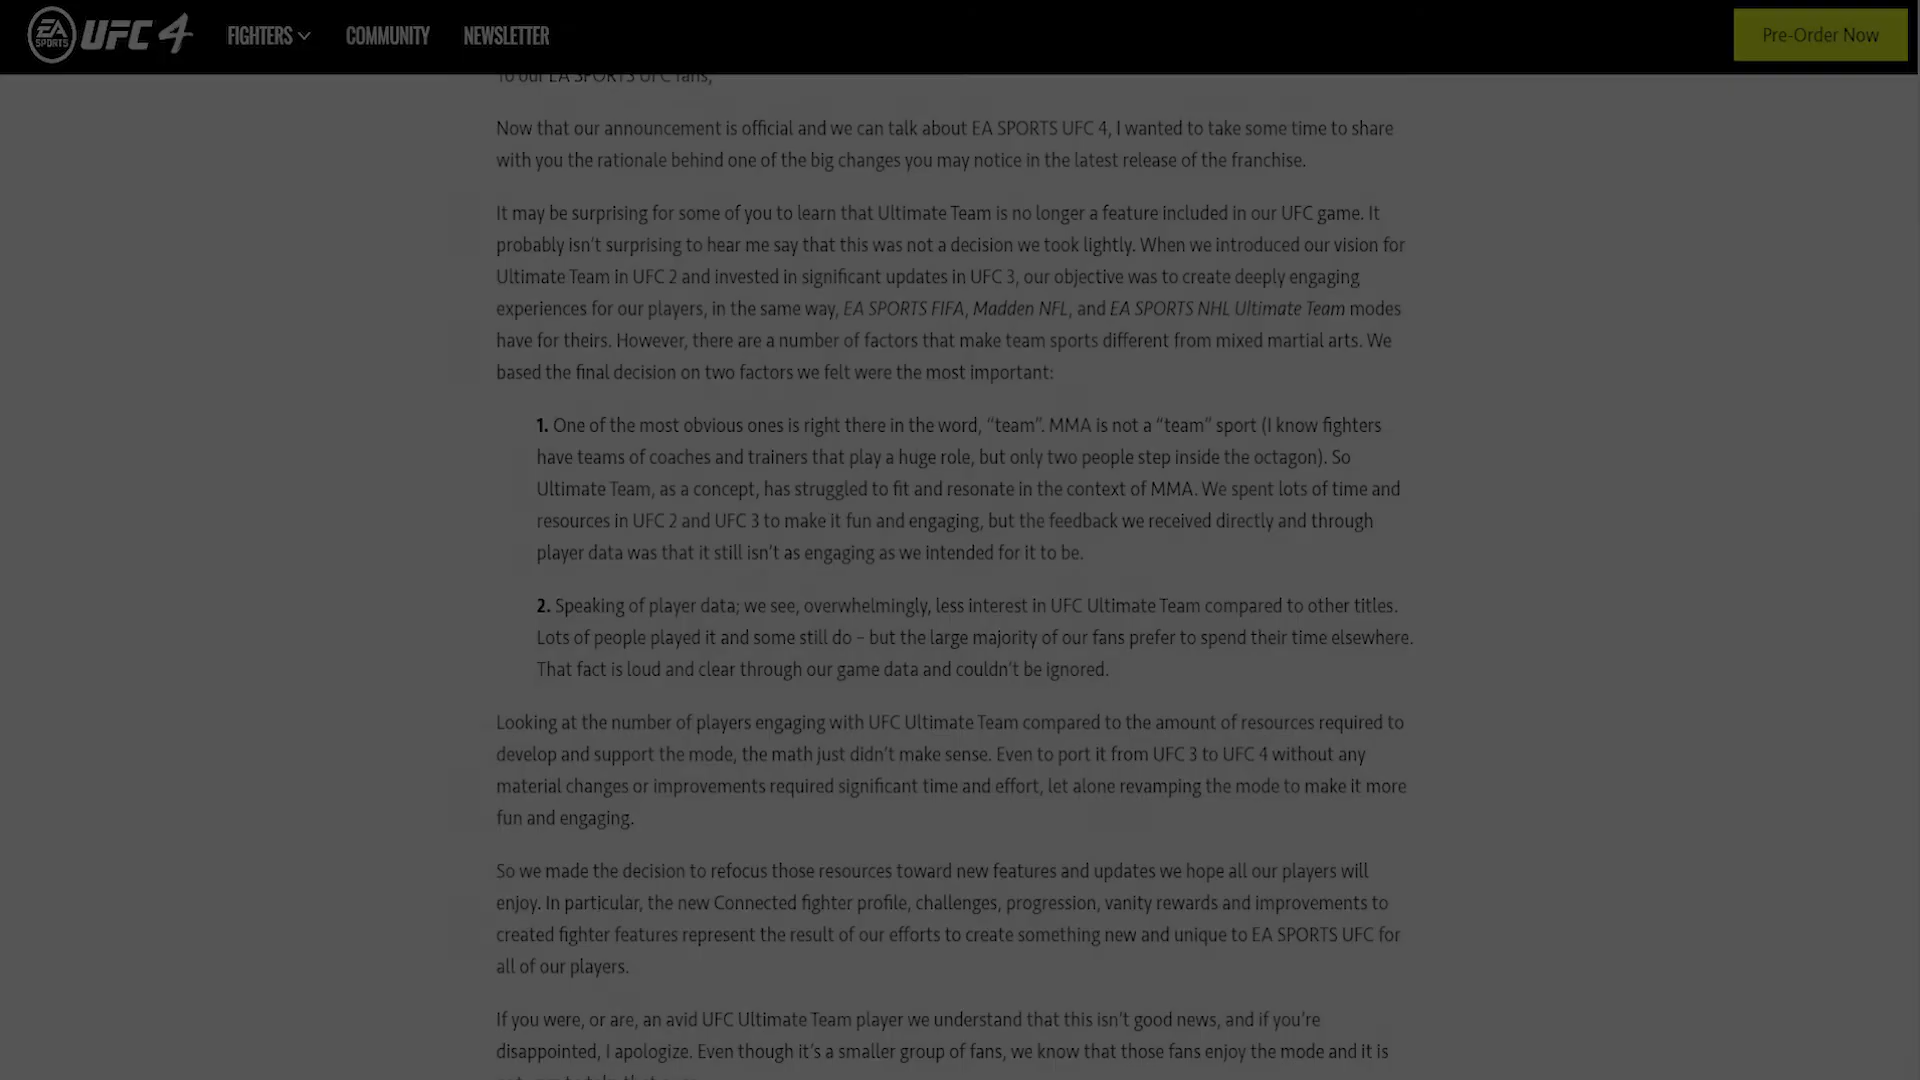 EA SPORTS UFC 4 FIGHTERS COMMUNITY NEWSLETTER Pre-Order Now
To our EA SPORTS UFC fans,
Now that our announcement is official and we can talk about EA SPORTS UFC 4, I wanted to take some time to share
with you the rationale behind one of the big changes you may notice in the latest release of the franchise.
It may be surprising for some of you to learn that Ultimate Team is no longer a feature included in our UFC game. It
probably isn't surprising to hear me say that this was not a decision we took lightly. When we introduced our vision for
Ultimate Team in UFC 2 and invested in significant updates in UFC 3, our objective was to create deeply engaging
experiences for our players, in the same way, EA SPORTS FIFA, Madden NFL, and EA SPORTS NHL Ultimate Team modes
have for theirs. However, there are a number of factors that make team sports different from mixed martial arts. We
based the final decision on two factors we felt were the most important:
1. One of the most obvious ones is right there in the word, “team”. MMA is not a “team” sport (I know fighters
have teams of coaches and trainers that play a huge role, but only two people step inside the octagon). So
Ultimate Team, as a concept, has struggled to fit and resonate in the context of MMA. We spent lots of time and
resources in UFC 2 and UFC 3 to make it fun and engaging, but the feedback we received directly and through
player data was that it still isn't as engaging as we intended for it to be.
2. Speaking of player data; we see, overwhelmingly, less interest in UFC Ultimate Team compared to other titles.
Lots of people played it and some still do – but the large majority of our fans prefer to spend their time elsewhere.
That fact is loud and clear through our game data and couldn't be ignored.
Looking at the number of players engaging with UFC Ultimate Team compared to the amount of resources required to
develop and support the mode, the math just didn't make sense. Even to port it from UFC 3 to UFC 4 without any
material changes or improvements required significant time and effort, let alone revamping the mode to make it more
fun and engaging.
So we made the decision to refocus those resources toward new features and updates we hope all our players will
enjoy. In particular, the new Connected fighter profile, challenges, progression, vanity rewards and improvements to
created fighter features represent the result of our efforts to create something new and unique to EA SPORTS UFC for
all of our players.
If you were, or are, an avid UFC Ultimate Team player we understand that this isn't good news, and if you're
disappointed, I apologize. Even though it's a smaller group of fans, we know that those fans enjoy the mode and it is